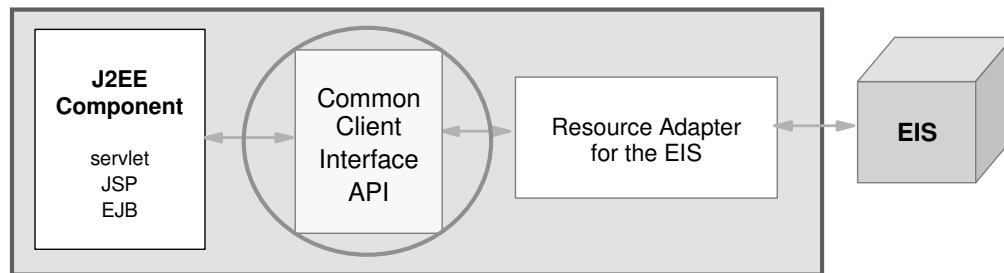 J2EE
Component
servlet
JSP
EJB
Common
Client
Interface
API
Resource Adapter
for the EIS
EIS